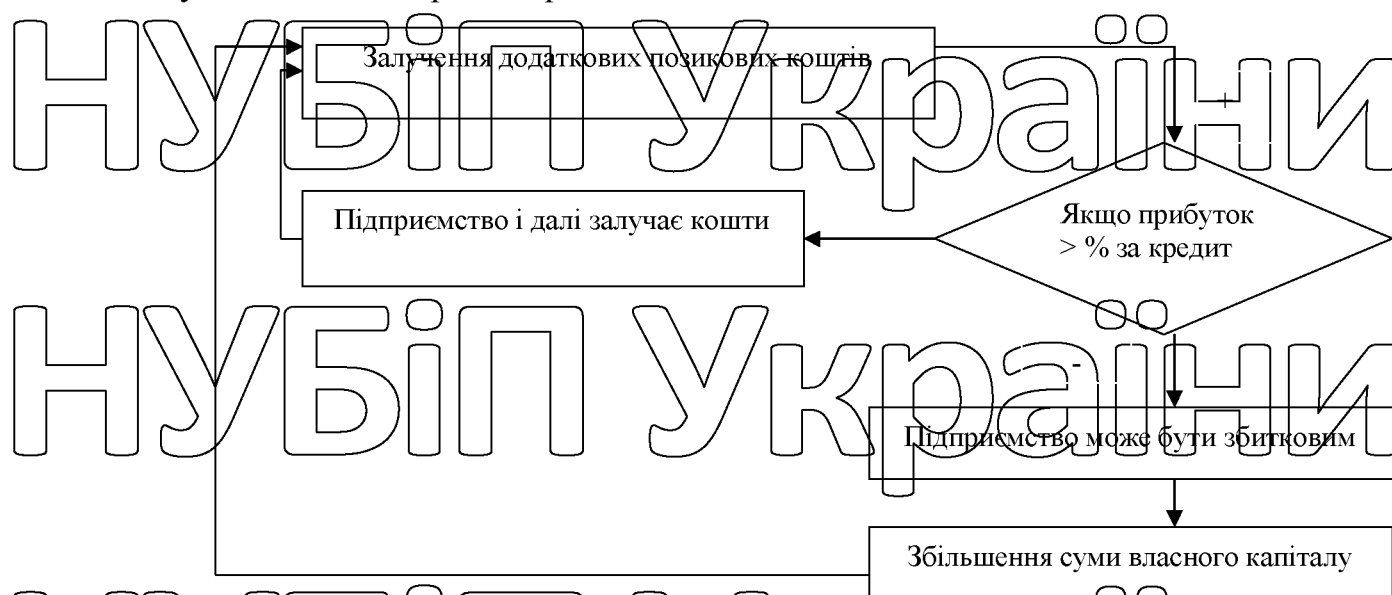 НУБіП України
Залучення додаткових позикових коштів
+
Підприємство і далі залучає кошти
Якщо прибуток
> % за кредит
НУБіП України
-
Підприємство може бути збитковим
Збільшення суми власного капіталу